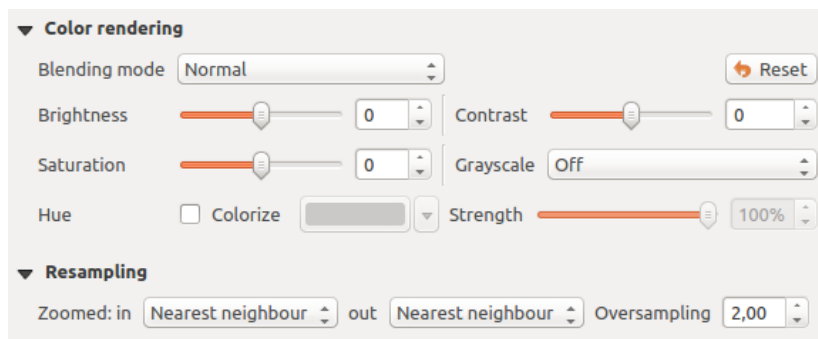 Color rendering
Blending mode Normal Reset
Brightness 0 Contrast 0
Saturation 0 Grayscale Off
Hue Colorize Strength 100%
Resampling
Zoomed: in Nearest neighbour out Nearest neighbour Oversampling 2,00